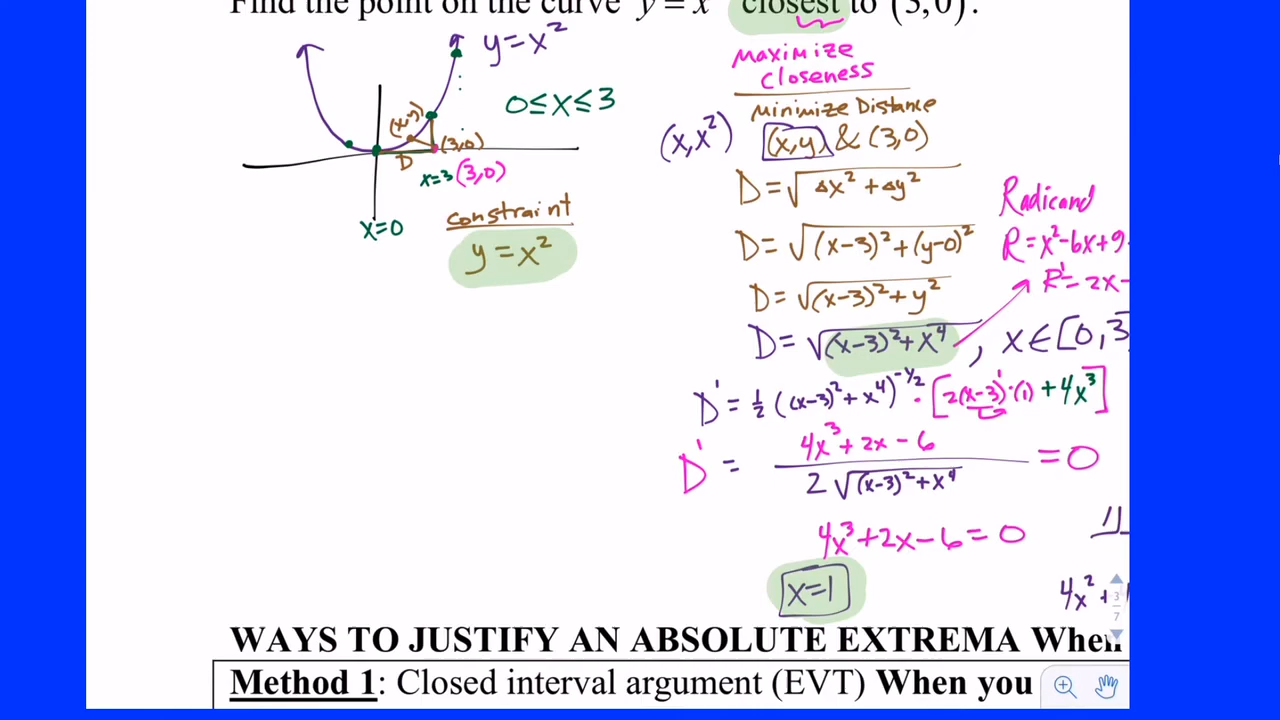 Find the point on the curve y = x² closest to (3,0).
y=x²
0≤x≤3
(3,0)
D
x=3 (3,0)
x=0
constraint
y=x²
maximize
closeness
minimize Distance
(x,x²) (x,y) & (3,0)
D=√Δx²+Δy²
D=√(x-3)²+(y-0)²
D=√(x-3)²+y²
D=√(x-3)²+x⁴, x∈[0,3
Radicand
R=x²-6x+9
R'=2x-
D'=½((x-3)²+x⁴)^-1/2 · [2(x-3)'·(1)+4x³]
D' = 4x³+2x-6 / 2√(x-3)²+x⁴ =0
4x³+2x-6=0
x=1
4x²+
3
7
WAYS TO JUSTIFY AN ABSOLUTE EXTREMA When
Method 1: Closed interval argument (EVT) When you